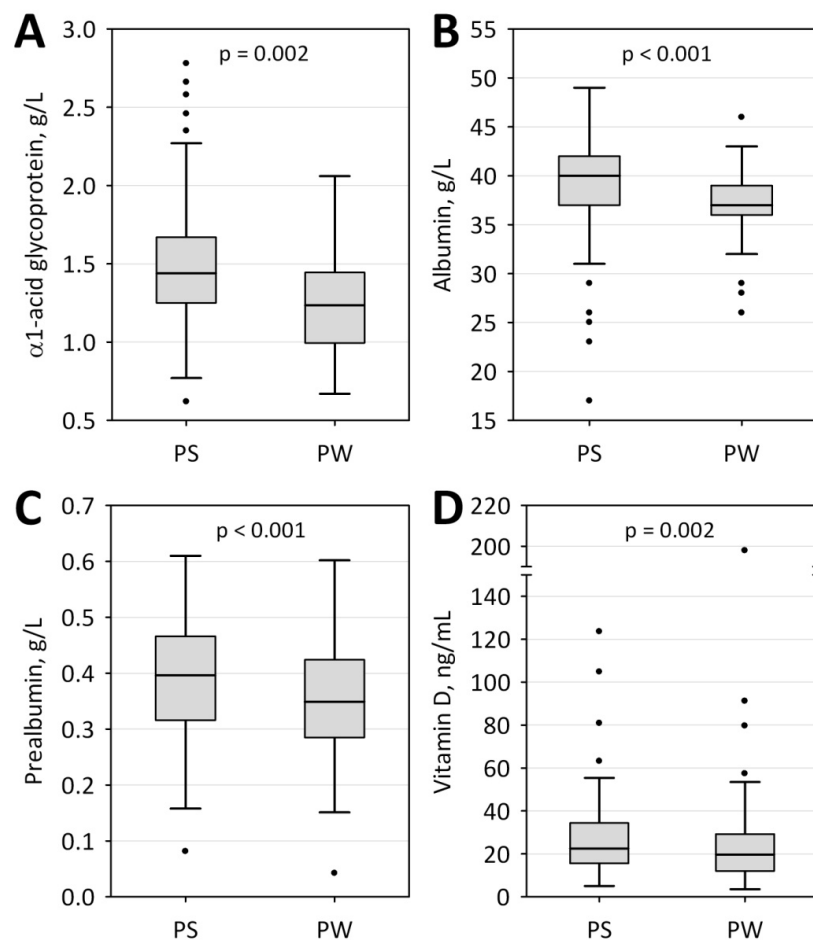 A
p = 0.002
α1-acid glycoprotein, g/L
3.0
2.5
2.0
1.5
1.0
0.5
PS PW
B
p < 0.001
Albumin, g/L
55
50
45
40
35
30
25
20
15
PS PW
C
p < 0.001
Prealbumin, g/L
0.7
0.6
0.5
0.4
0.3
0.2
0.1
0.0
PS PW
D
p = 0.002
Vitamin D, ng/mL
220
200
140
120
100
80
60
40
20
0
PS PW